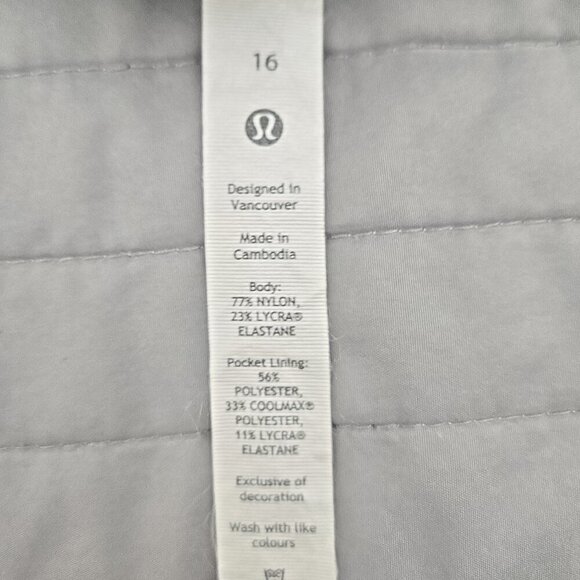 16
Designed in
Vancouver
Made in
Cambodia
Body:
77% NYLON,
23% LYCRA®
ELASTANE
Pocket Lining:
56%
POLYESTER,
33% COOLMAX®
POLYESTER,
11% LYCRA®
ELASTANE
Exclusive of
decoration
Wash with like
colours